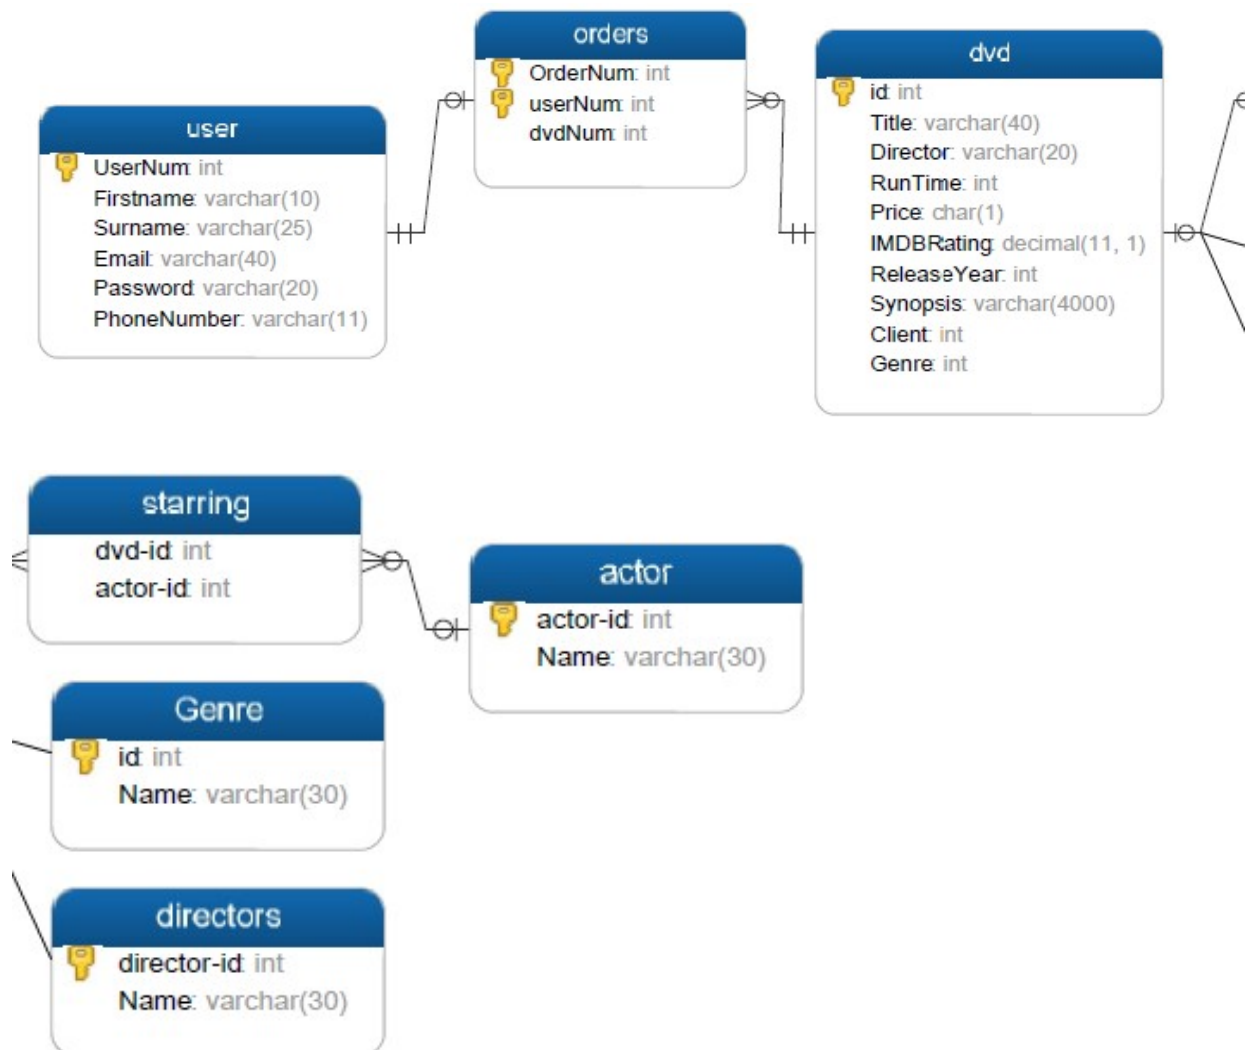 user
UserNum: int
Firstname: varchar(10)
Surname: varchar(25)
Email: varchar(40)
Password: varchar(20)
PhoneNumber: varchar(11)
orders
OrderNum: int
userNum: int
dvdNum: int
dvd
id: int
Title: varchar(40)
Director: varchar(20)
RunTime: int
Price: char(1)
IMDBRating: decimal(11, 1)
ReleaseYear: int
Synopsis: varchar(4000)
Client: int
Genre: int
starring
dvd-id: int
actor-id: int
actor
actor-id: int
Name: varchar(30)
Genre
id: int
Name: varchar(30)
directors
director-id: int
Name: varchar(30)